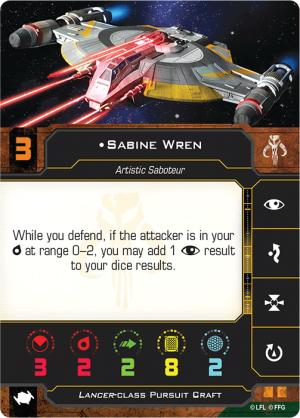 3
•Sabine Wren
Artistic Saboteur
While you defend, if the attacker is in your
at range 0–2, you may add 1 result
to your dice results.
3 2 2 8 2
Lancer-class Pursuit Craft
©LFL ©FFG